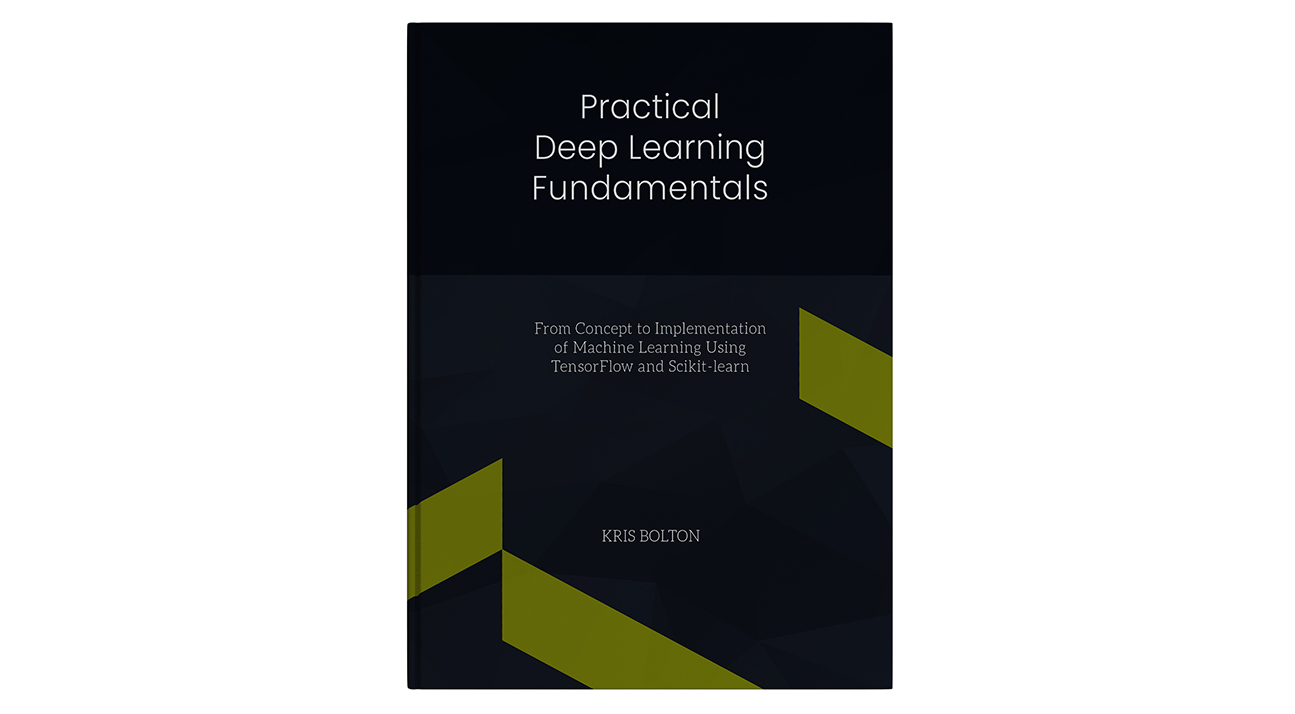 Practical
Deep Learning
Fundamentals
From Concept to Implementation
of Machine Learning Using
TensorFlow and Scikit-learn
KRIS BOLTON